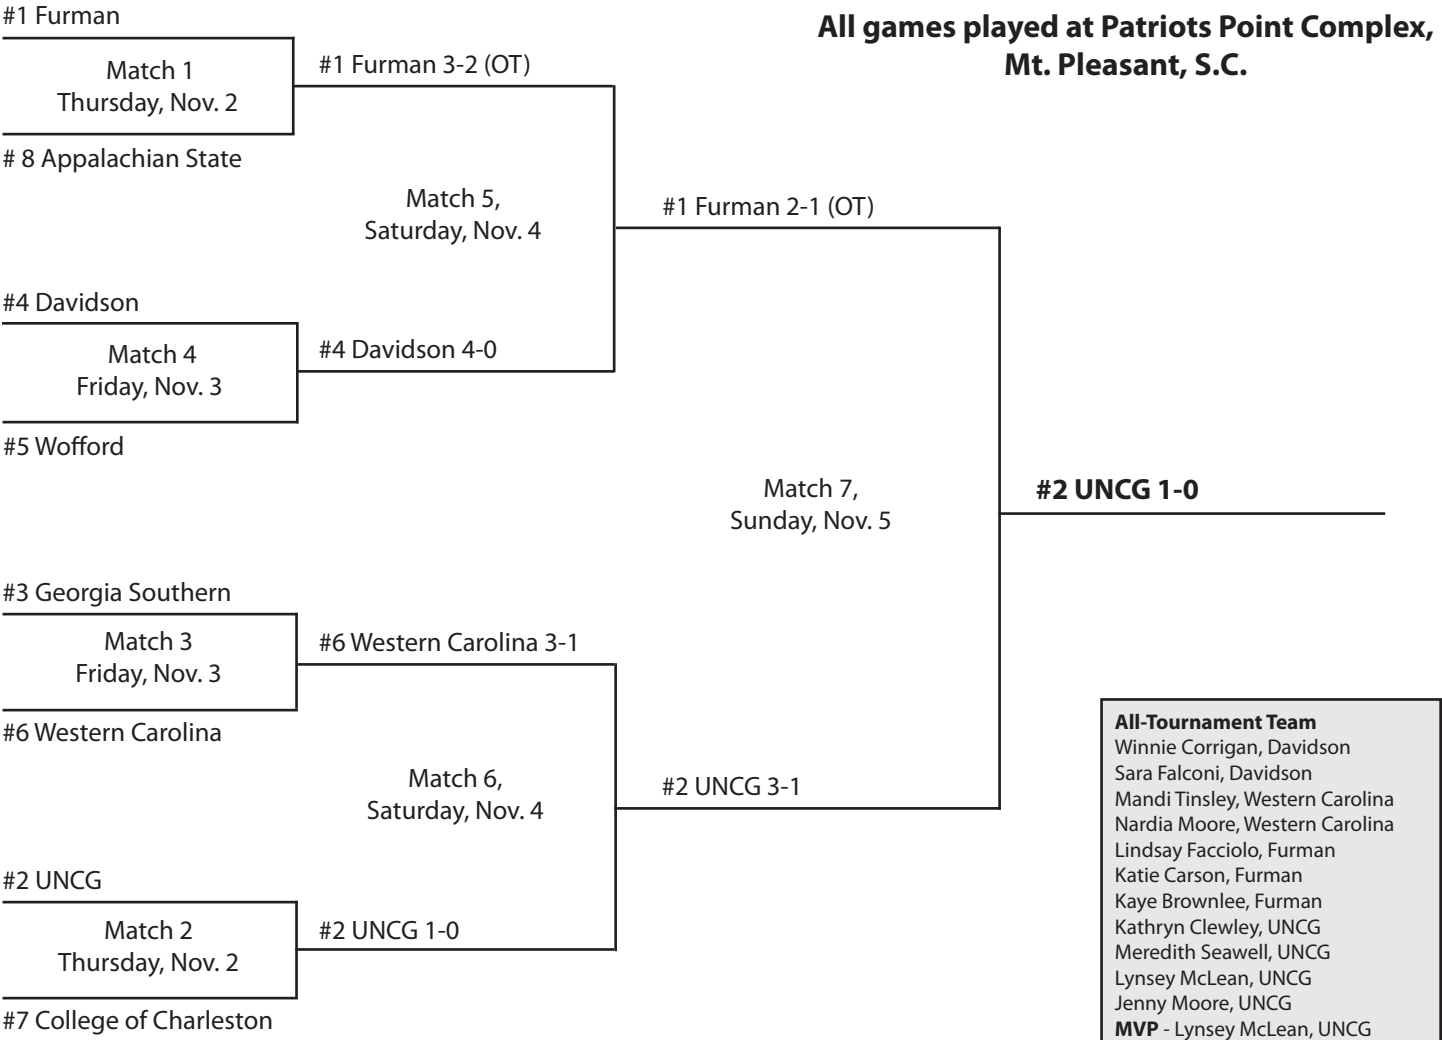 #1 Furman
All games played at Patriots Point Complex,
Mt. Pleasant, S.C.
Match 1
Thursday, Nov. 2
#1 Furman 3-2 (OT)
# 8 Appalachian State
Match 5,
Saturday, Nov. 4
#1 Furman 2-1 (OT)
#4 Davidson
Match 4
Friday, Nov. 3
#4 Davidson 4-0
#5 Wofford
Match 7,
Sunday, Nov. 5
#2 UNCG 1-0
#3 Georgia Southern
Match 3
Friday, Nov. 3
#6 Western Carolina 3-1
#6 Western Carolina
Match 6,
Saturday, Nov. 4
#2 UNCG 3-1
#2 UNCG
Match 2
Thursday, Nov. 2
#2 UNCG 1-0
#7 College of Charleston
All-Tournament Team
Winnie Corrigan, Davidson
Sara Falconi, Davidson
Mandi Tinsley, Western Carolina
Nardia Moore, Western Carolina
Lindsay Facciolo, Furman
Katie Carson, Furman
Kaye Brownlee, Furman
Kathryn Clewley, UNCG
Meredith Seawell, UNCG
Lynsey McLean, UNCG
Jenny Moore, UNCG
MVP - Lynsey McLean, UNCG